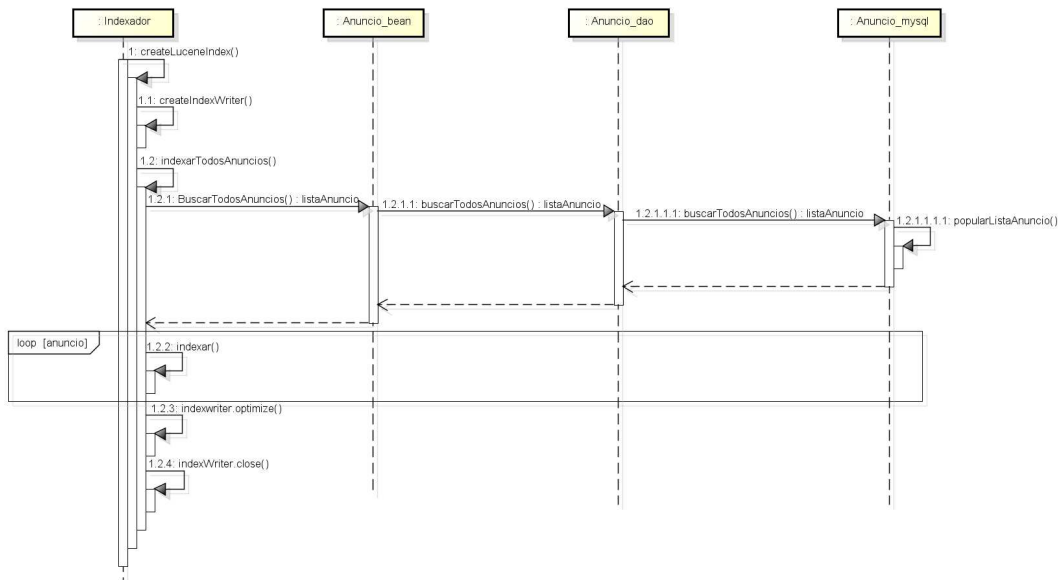 : Indexador
: Anuncio_bean
: Anuncio_dao
: Anuncio_mysql
1: createLuceneIndex()
1.1: createIndexWriter()
1.2: indexarTodosAnuncios()
1.2.1: BuscarTodosAnuncios() : listaAnuncio
1.2.1.1: buscarTodosAnuncios() : listaAnuncio
1.2.1.1.1: buscarTodosAnuncios() : listaAnuncio
1.2.1.1.1.1: popularListaAnuncio()
loop [anuncio]
1.2.2: indexar()
1.2.3: indexwriter.optimize()
1.2.4: indexWriter.close()